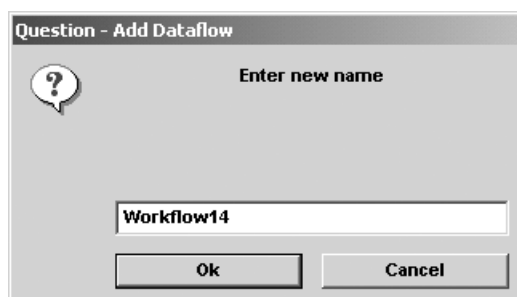 Question - Add Dataflow
?
Enter new name
Workflow14
Ok Cancel